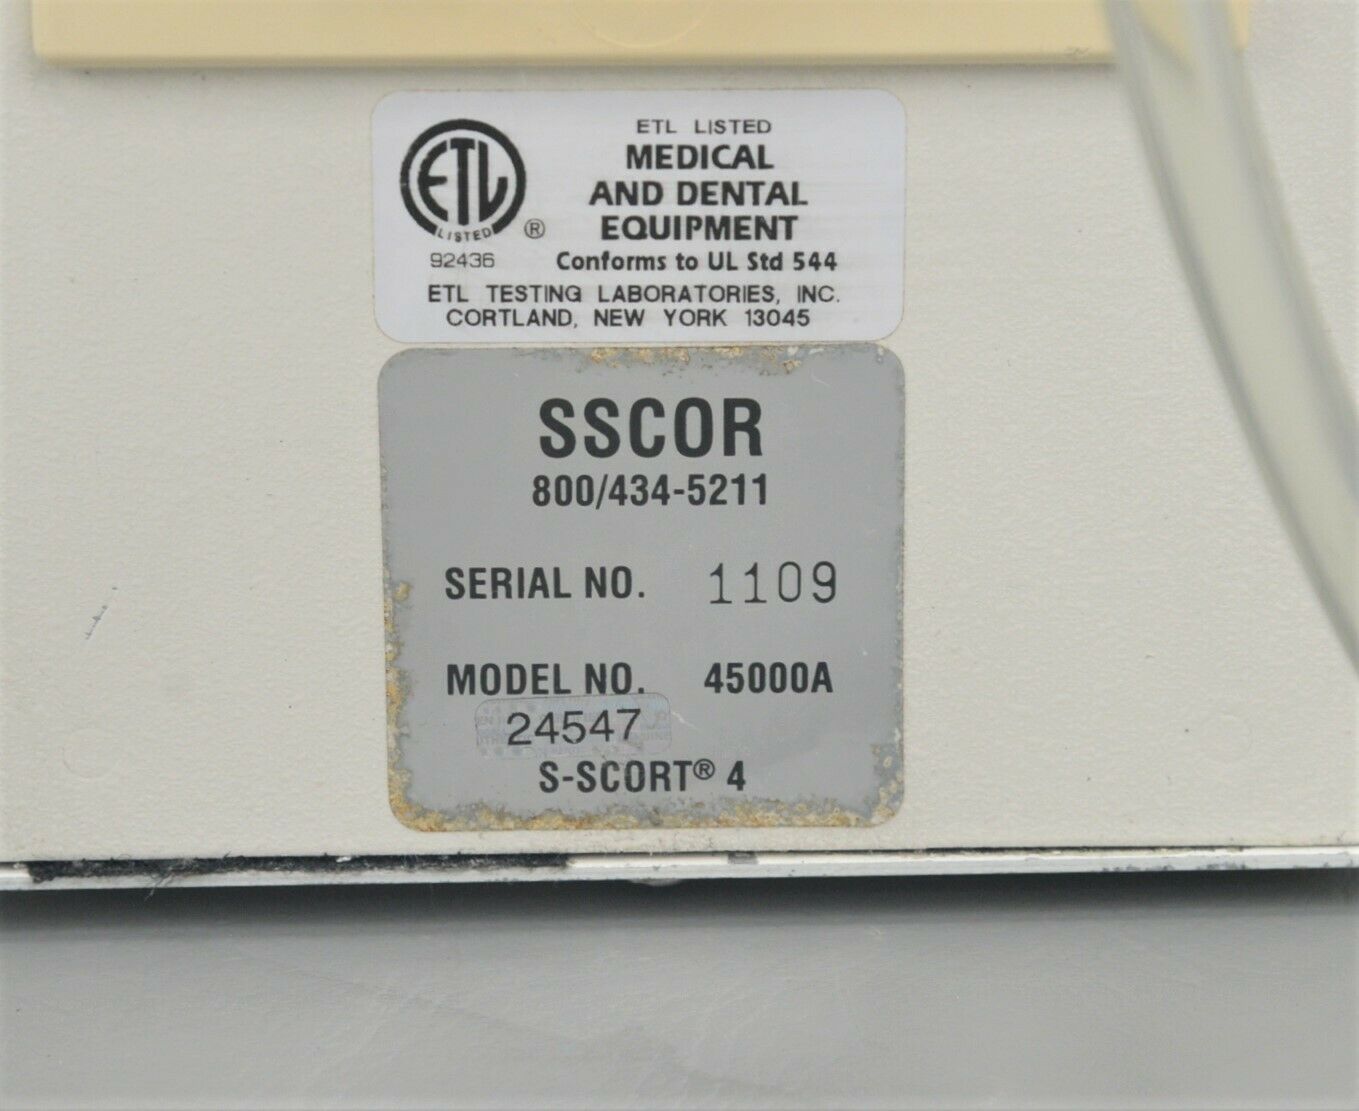 ETL
LISTED
®
92436
ETL LISTED
MEDICAL
AND DENTAL
EQUIPMENT
Conforms to UL Std 544
ETL TESTING LABORATORIES, INC.
CORTLAND, NEW YORK 13045
SSCOR
800/434-5211
SERIAL NO. 1109
MODEL NO. 45000A
24547
S-SCORT® 4